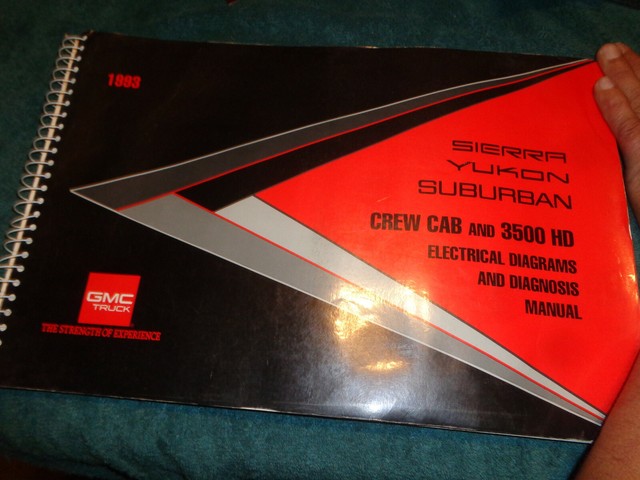 1993
SIERRA
YUKON
SUBURBAN
CREW CAB AND 3500 HD
ELECTRICAL DIAGRAMS
AND DIAGNOSIS
MANUAL
GMC
TRUCK
THE STRENGTH OF EXPERIENCE